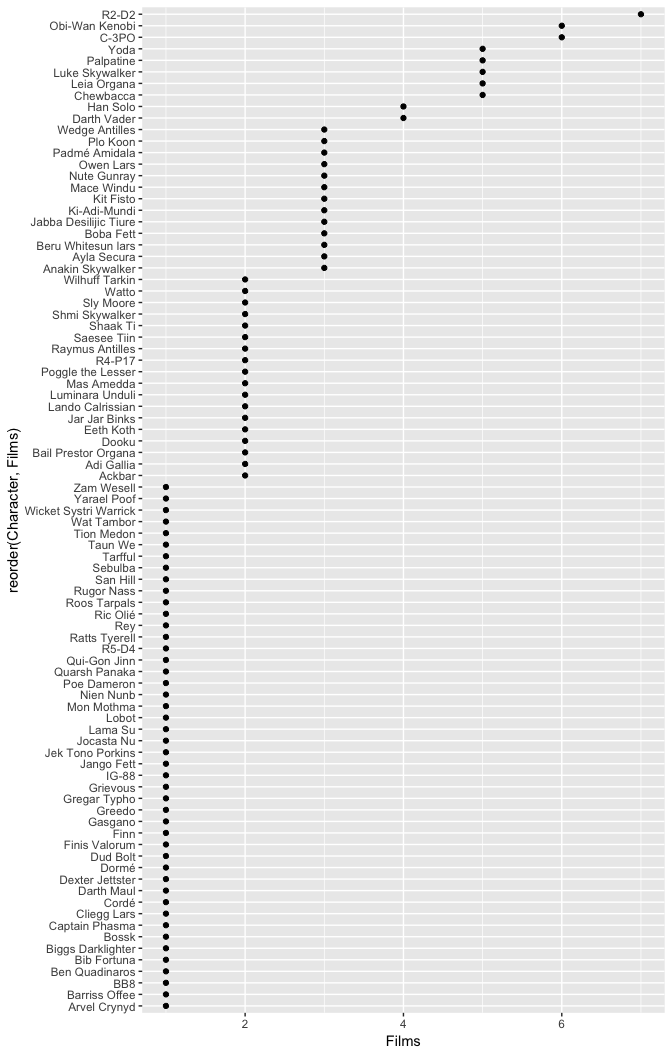 R2-D2
Obi-Wan Kenobi
C-3PO
Yoda
Palpatine
Luke Skywalker
Leia Organa
Chewbacca
Han Solo
Darth Vader
Wedge Antilles
Plo Koon
Padmé Amidala
Owen Lars
Nute Gunray
Mace Windu
Kit Fisto
Ki-Adi-Mundi
Jabba Desilijic Tiure
Boba Fett
Beru Whitesun lars
Ayla Secura
Anakin Skywalker
Wilhuff Tarkin
Watto
Sly Moore
Shmi Skywalker
Shaak Ti
Saesee Tiin
Raymus Antilles
R4-P17
Poggle the Lesser
Mas Amedda
Luminara Unduli
Lando Calrissian
Jar Jar Binks
Eeth Koth
Dooku
Bail Prestor Organa
Adi Gallia
Ackbar
Zam Wesell
Yarael Poof
Wicket Systri Warrick
Wat Tambor
Tion Medon
Taun We
Tarfful
Sebulba
San Hill
Rugor Nass
Roos Tarpals
Ric Olié
Rey
Ratts Tyerell
R5-D4
Qui-Gon Jinn
Quarsh Panaka
Poe Dameron
Nien Nunb
Mon Mothma
Lobot
Lama Su
Jocasta Nu
Jek Tono Porkins
Jango Fett
IG-88
Grievous
Gregar Typho
Greedo
Gasgano
Finn
Finis Valorum
Dud Bolt
Dormé
Dexter Jettster
Darth Maul
Cordé
Cliegg Lars
Captain Phasma
Bossk
Biggs Darklighter
Bib Fortuna
Ben Quadinaros
BB8
Barriss Offee
Arvel Crynyd
reorder(Character, Films)
2 4 6
Films